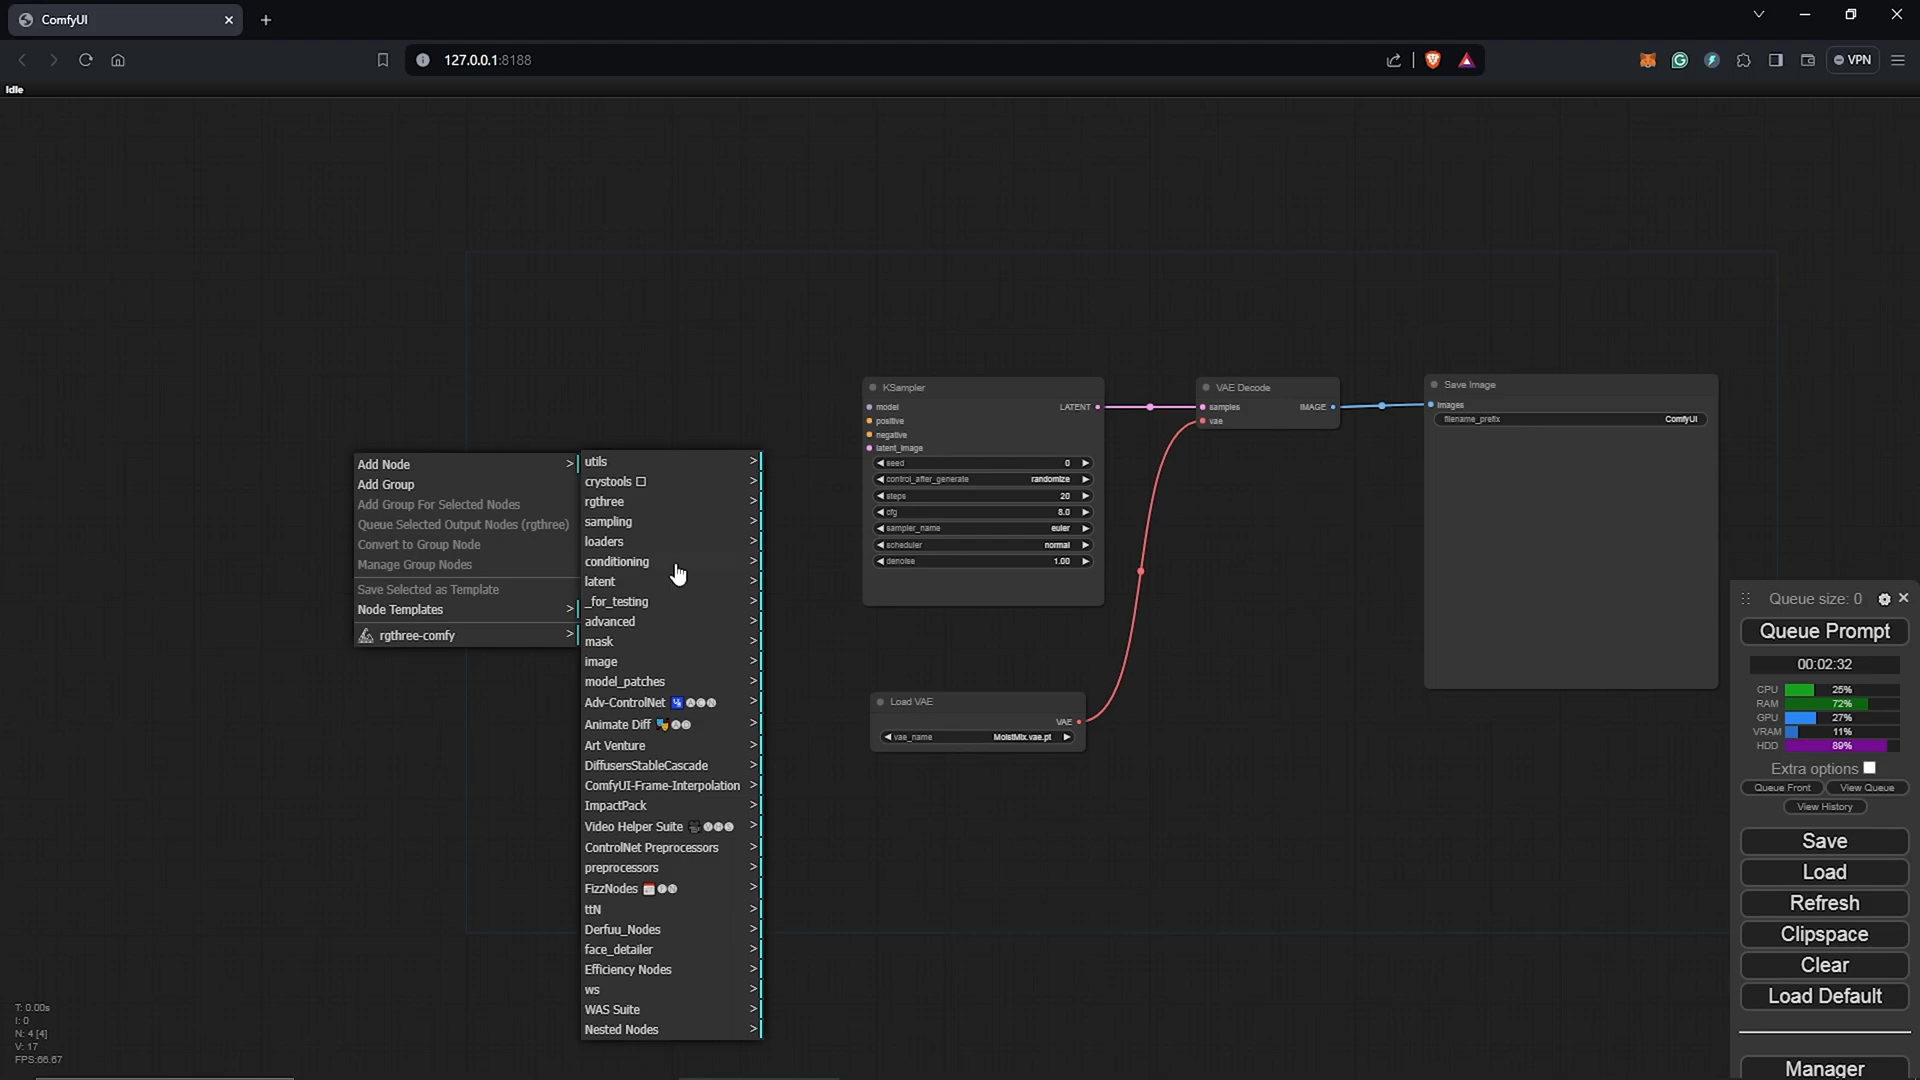 ComfyUI
127.0.0.1:8188
VPN
Idle
Add Node >
Add Group
Add Group For Selected Nodes
Queue Selected Output Nodes (rgthree)
Convert to Group Node
Manage Group Nodes
Save Selected as Template
Node Templates >
rgthree-comfy >
utils >
crystools >
rgthree >
sampling >
loaders >
conditioning >
latent >
_for_testing >
advanced >
mask >
image >
model_patches >
Adv-ControlNet 🛂🅐🅒🅝 >
Animate Diff 🎭🅐🅓 >
Art Venture >
DiffusersStableCascade >
ComfyUI-Frame-Interpolation >
ImpactPack >
Video Helper Suite 🎥🅥🅗🅢 >
ControlNet Preprocessors >
preprocessors >
FizzNodes 📅🅕🅝 >
ttN >
Derfuu_Nodes >
face_detailer >
Efficiency Nodes >
ws >
WAS Suite >
Nested Nodes >
KSampler
model LATENT
positive
negative
latent_image
seed 0
control_after_generate randomize
steps 20
cfg 8.0
sampler_name euler
scheduler normal
denoise 1.00
Load VAE
VAE
vae_name MoistMix.vae.pt
VAE Decode
samples IMAGE
vae
Save Image
images
filename_prefix ComfyUI
Queue size: 0
Queue Prompt
00:02:32
CPU 25%
RAM 72%
GPU 27%
VRAM 11%
HDD 89%
Extra options
Queue Front View Queue
View History
Save
Load
Refresh
Clipspace
Clear
Load Default
Manager
T: 0.00s
I: 0
N: 4 [4]
V: 17
FPS:66.67